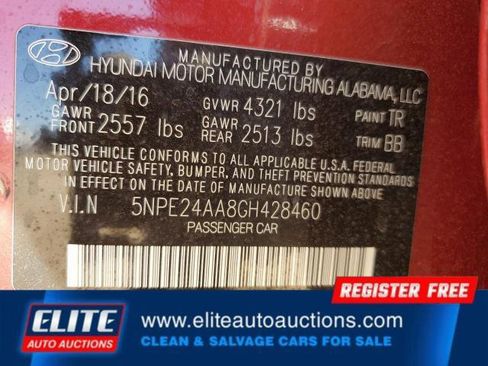 MANUFACTURED BY
HYUNDAI MOTOR MANUFACTURING ALABAMA, LLC
Apr/18/16 GVWR 4321 lbs PAINT TR
GAWR FRONT 2557 lbs GAWR REAR 2513 lbs TRIM BB
THIS VEHICLE CONFORMS TO ALL APPLICABLE U.S.A. FEDERAL
MOTOR VEHICLE SAFETY, BUMPER, AND THEFT PREVENTION
STANDARDS IN EFFECT ON THE DATE OF MANUFACTURE SHOWN ABOVE.
V.I.N 5NPE24AA8GH428460
PASSENGER CAR
REGISTER FREE
ELITE
AUTO AUCTIONS
www.eliteautoauctions.com
CLEAN & SALVAGE CARS FOR SALE